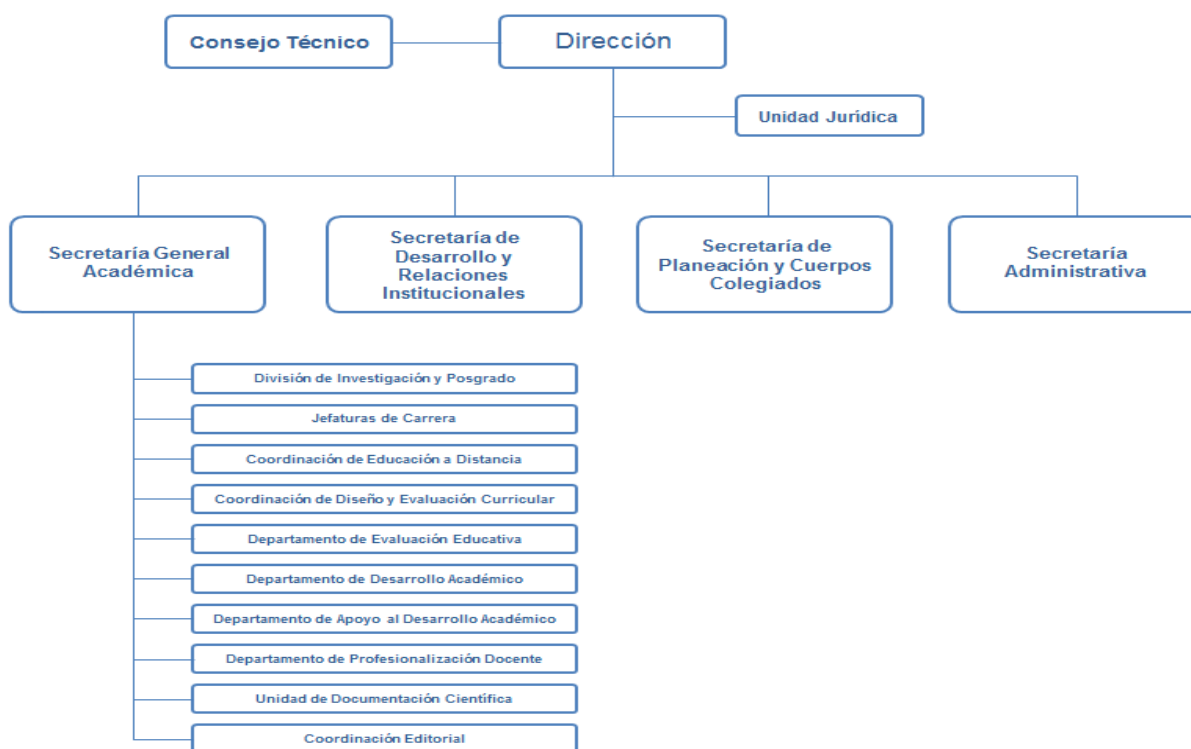 Consejo Técnico
Dirección
Unidad Jurídica
Secretaría General
Académica
Secretaría de
Desarrollo y
Relaciones
Institucionales
Secretaría de
Planeación y Cuerpos
Colegiados
Secretaría
Administrativa
División de Investigación y Posgrado
Jefaturas de Carrera
Coordinación de Educación a Distancia
Coordinación de Diseño y Evaluación Curricular
Departamento de Evaluación Educativa
Departamento de Desarrollo Académico
Departamento de Apoyo al Desarrollo Académico
Departamento de Profesionalización Docente
Unidad de Documentación Científica
Coordinación Editorial